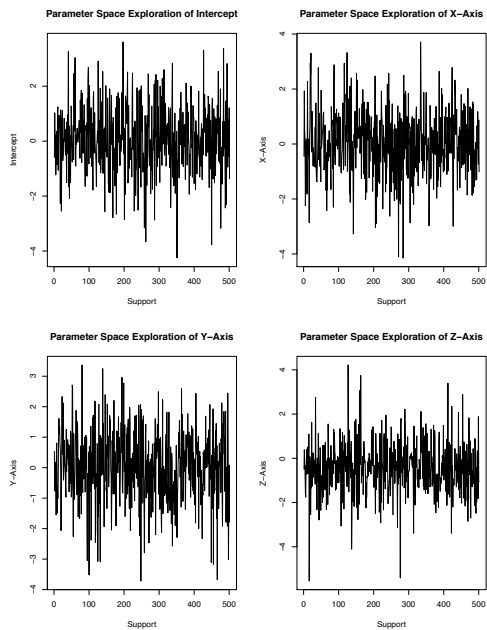 Parameter Space Exploration of Intercept
Intercept
2
0
−2
−4
0 100 200 300 400 500
Support
Parameter Space Exploration of X−Axis
X−Axis
4
2
0
−2
−4
0 100 200 300 400 500
Support
Parameter Space Exploration of Y−Axis
Y−Axis
3
2
1
0
−1
−2
−3
−4
0 100 200 300 400 500
Support
Parameter Space Exploration of Z−Axis
Z−Axis
4
2
0
−2
−4
0 100 200 300 400 500
Support